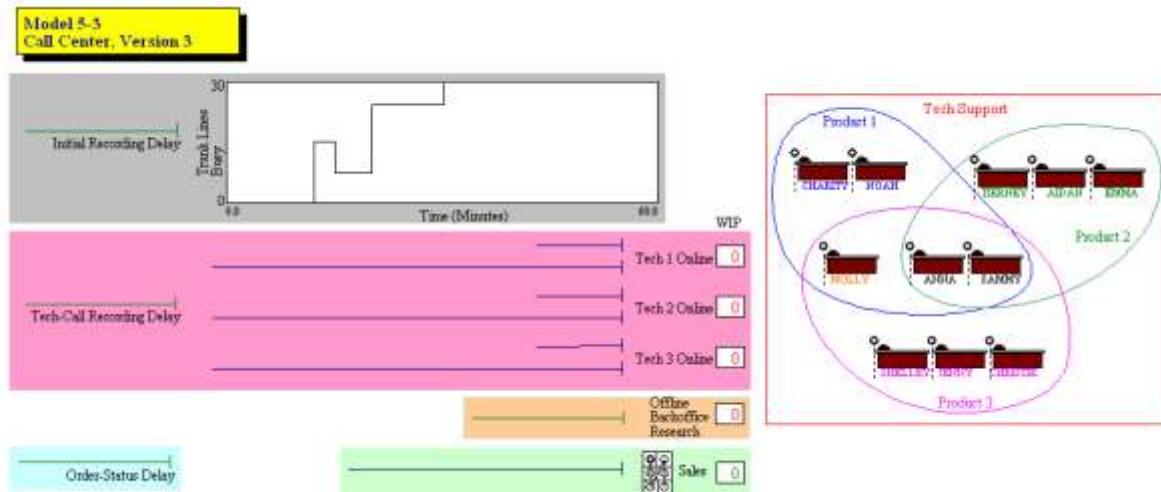 Model 5-3
Call Center, Version 3
30
Trunk Lines
Busy
0
0.0
Time (Minutes)
60.0
Initial Recording Delay
WIP
Tech 1 Online
0
Tech 2 Online
0
Tech 3 Online
0
Tech-Call Recording Delay
Offline
Backoffice
Research
0
Order-Status Delay
Sales
0
Tech Support
Product 1
CHARITY
NOAH
AIDAN
EMMA
Product 2
MOLLY
ANNA
SAMMY
SHELLEY
Product 3